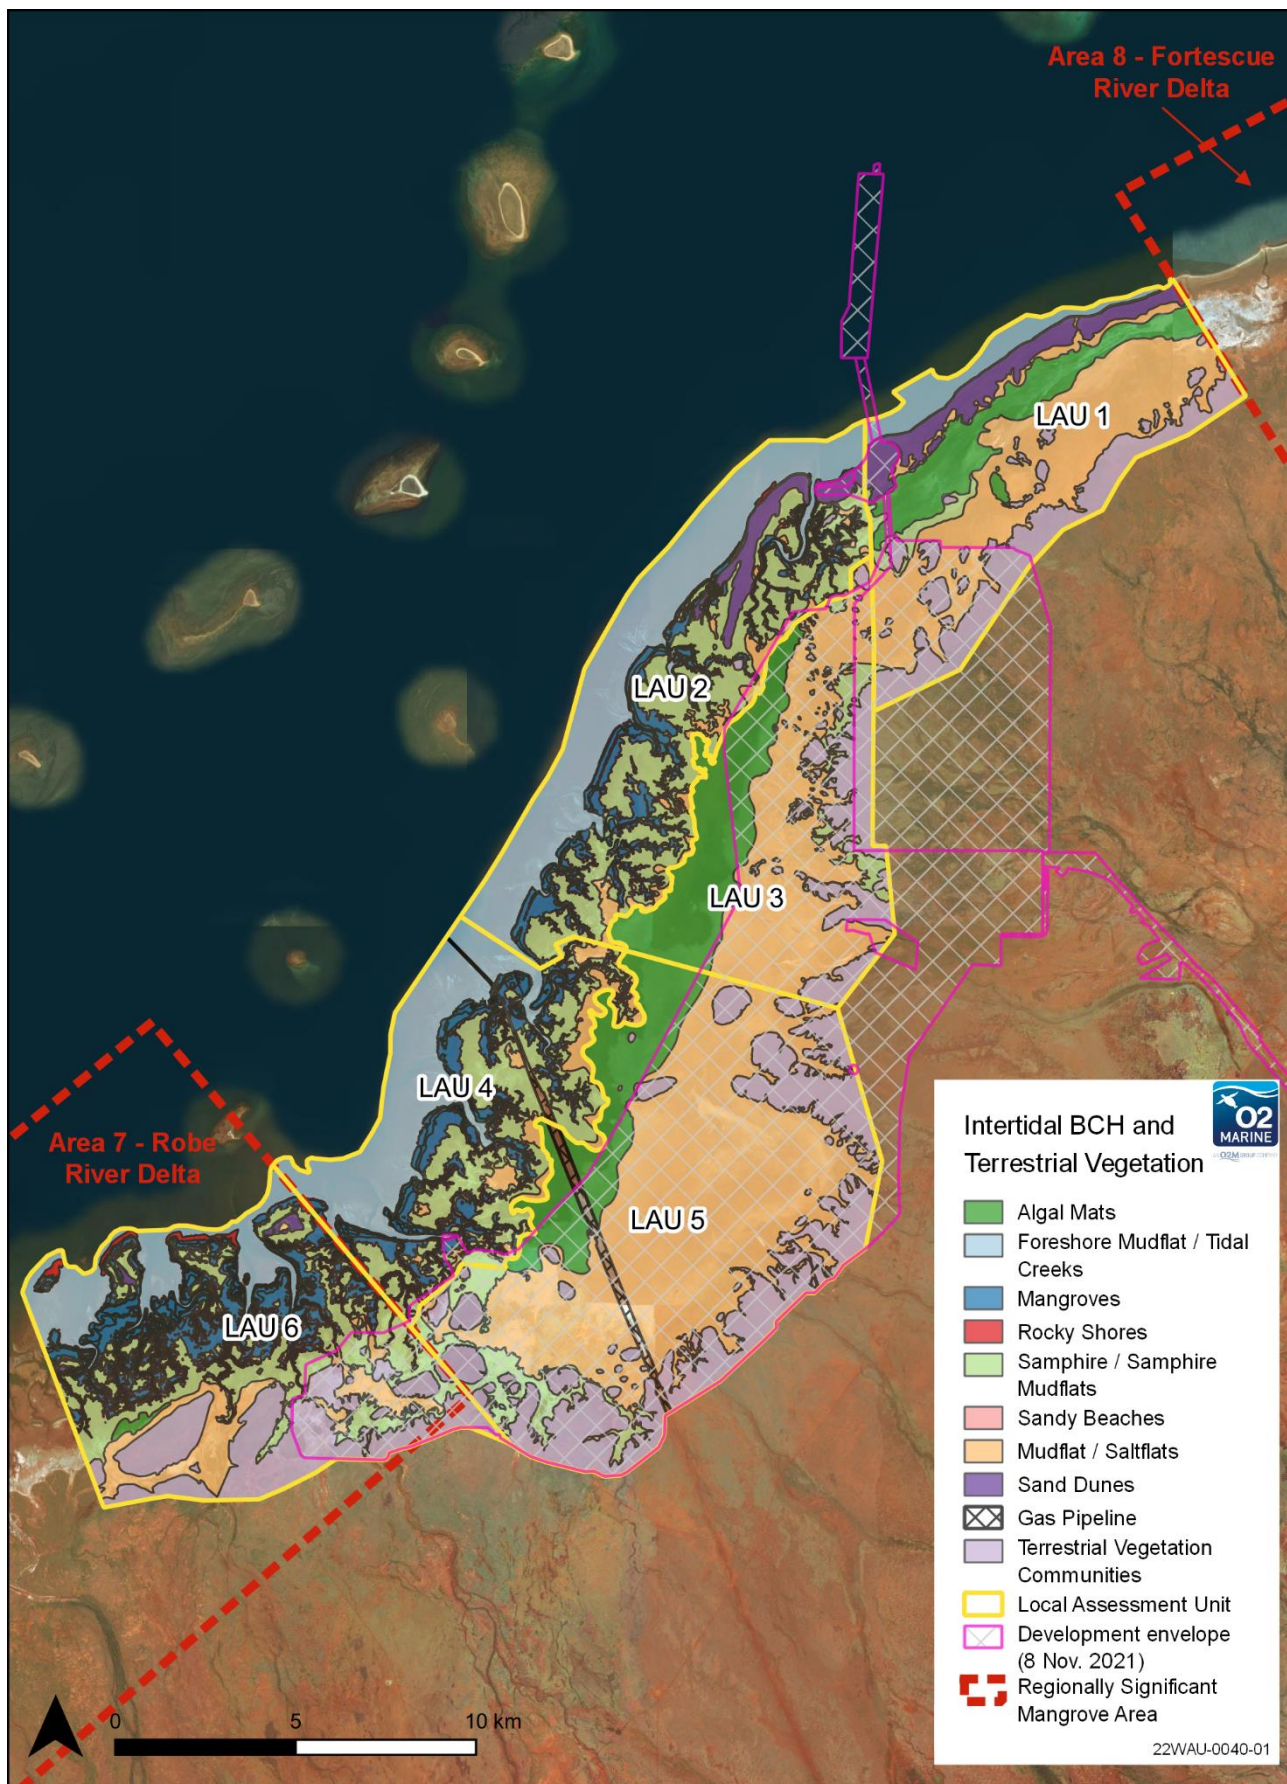 Area 8 - Fortescue
River Delta
LAU 1
LAU 2
LAU 3
LAU 4
Area 7 - Robe
River Delta
LAU 5
LAU 6
Intertidal BCH and
Terrestrial Vegetation
O2
MARINE
Algal Mats
Foreshore Mudflat / Tidal
Creeks
Mangroves
Rocky Shores
Samphire / Samphire
Mudflats
Sandy Beaches
Mudflat / Saltflats
Sand Dunes
Gas Pipeline
Terrestrial Vegetation
Communities
Local Assessment Unit
Development envelope
(8 Nov. 2021)
Regionally Significant
Mangrove Area
22WAU-0040-01
0 5 10 km